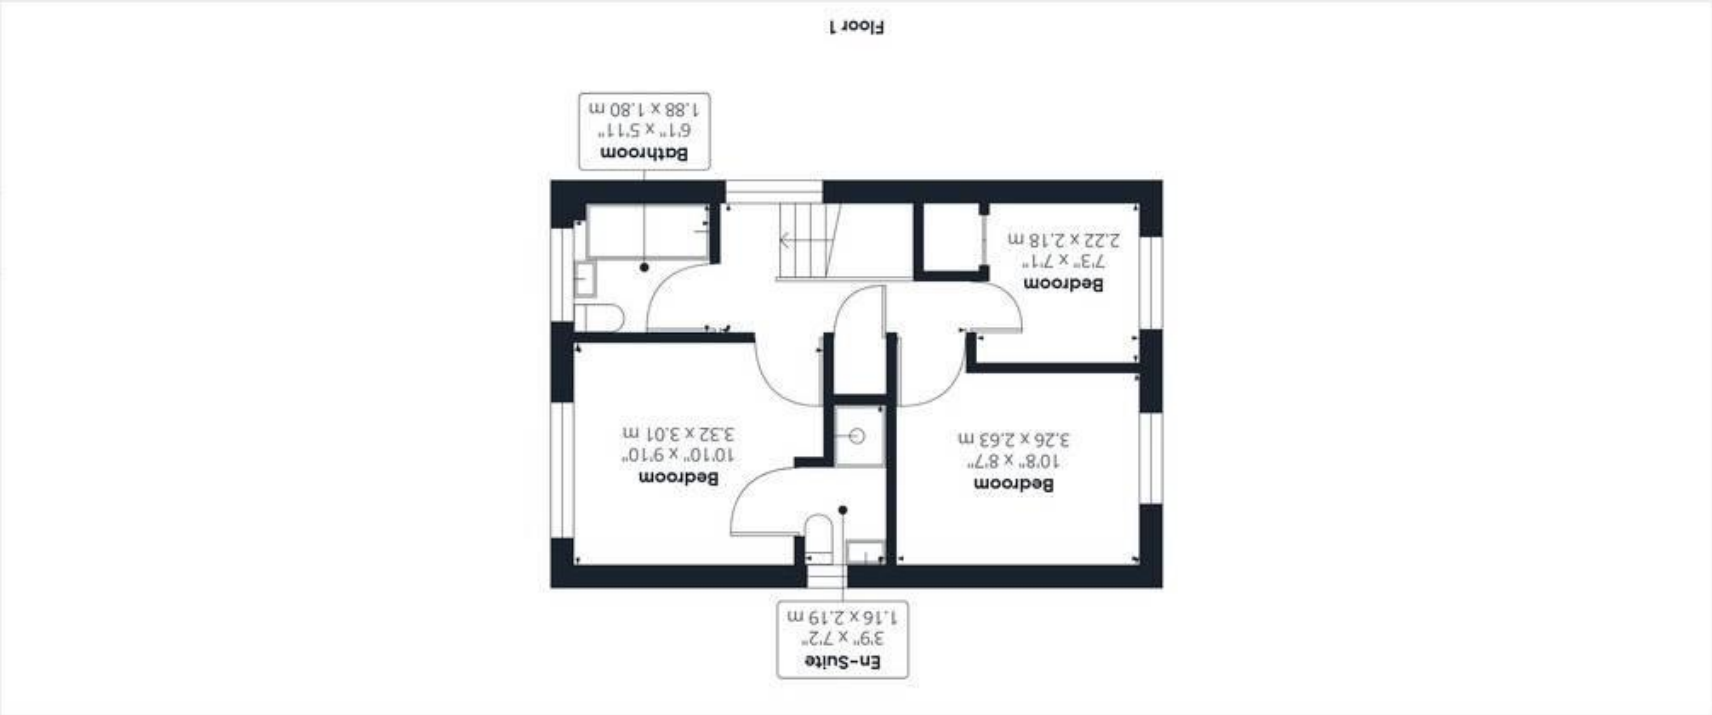 En-Suite
3'9" x 7'2"
1.16 x 2.19 m
Bedroom
10'8" x 8'7"
3.26 x 2.63 m
Bedroom
10'10" x 9'10"
3.32 x 3.01 m
Bedroom
7'3" x 7'1"
2.22 x 2.18 m
Bathroom
6'1" x 5'11"
1.88 x 1.80 m
Floor 1